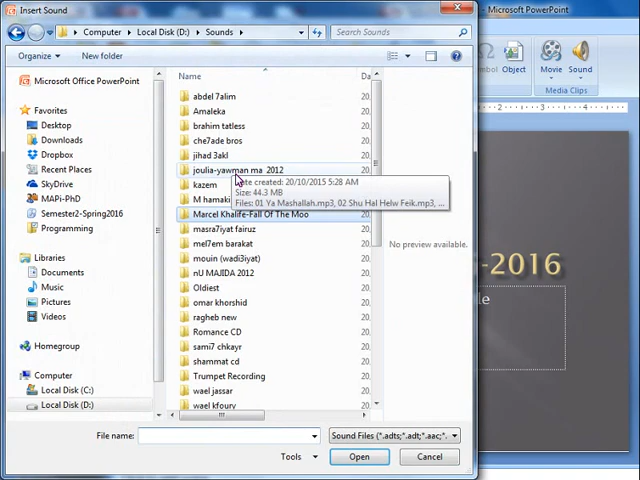 Insert Sound
Microsoft PowerPoint
Computer
Local Disk (D:)
Sounds
Search Sounds
Organize
New folder
Object
Movie
Sound
Media Clips
Microsoft Office PowerPoint
Favorites
Desktop
Downloads
Dropbox
Recent Places
SkyDrive
MAPi-PhD
Semester2-Spring2016
Programming
Libraries
Documents
Music
Pictures
Videos
Homegroup
Computer
Local Disk (C:)
Local Disk (D:)
Name
abdel 7alim
Amaleka
brahim tatless
che7ade bros
jihad 3akl
joulia-yawman ma 2012
kazem
M hamaki
Marcel Khalife-Fall Of The Moo
masra7iyat fairuz
mel7em barakat
mouin (wadi3iyat)
nU MAJIDA 2012
Oldiest
omar khorshid
ragheb new
Romance CD
sami7 chkayr
shammat cd
Trumpet Recording
wael jassar
wael kfoury
Date created: 20/10/2015 5:28 AM
Size: 44.3 MB
Files: 01 Ya Mashallah.mp3, 02 Shu Hal Helw Feik.mp3, ...
No preview available.
-2016
File name:
Sound Files (*.adts;*.adt;*.aac;*.
Tools
Open
Cancel